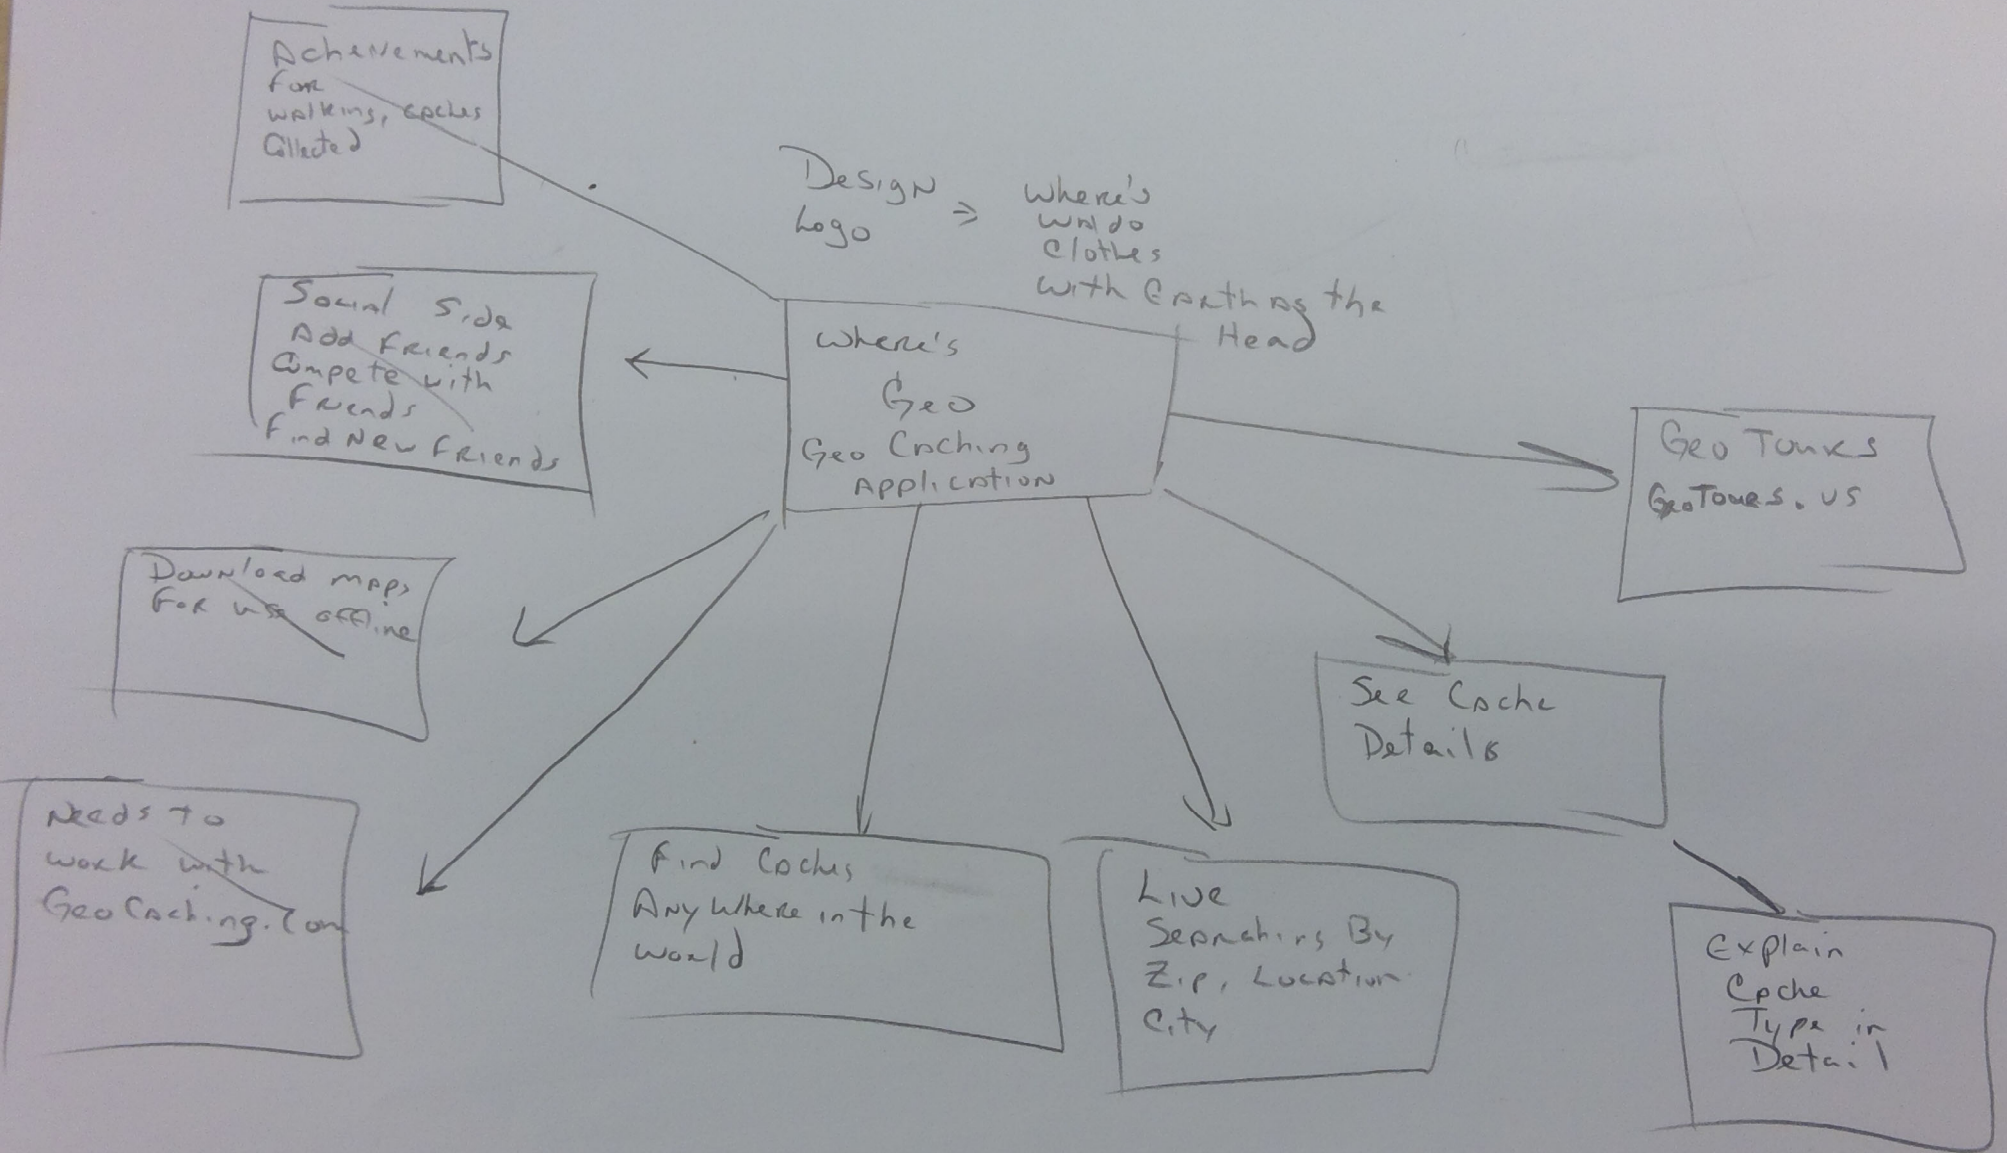 Achevements
For
walking, caches
Collected
Design
Logo
⇒
Where's
Waldo
Clothes
With Earth as the
Head
Social Side
Add Friends
Compete with
Friends
Find New Friends
Where's
Geo
Geo Caching
Application
Geo Tours
GeoTours.us
Download maps
For use offline
See Cache
Details
Needs to
work with
GeoCaching.com
Find Caches
Any Where in the
World
Live
Searching By
Zip, Location
City
Explain
Cache
Type in
Detail